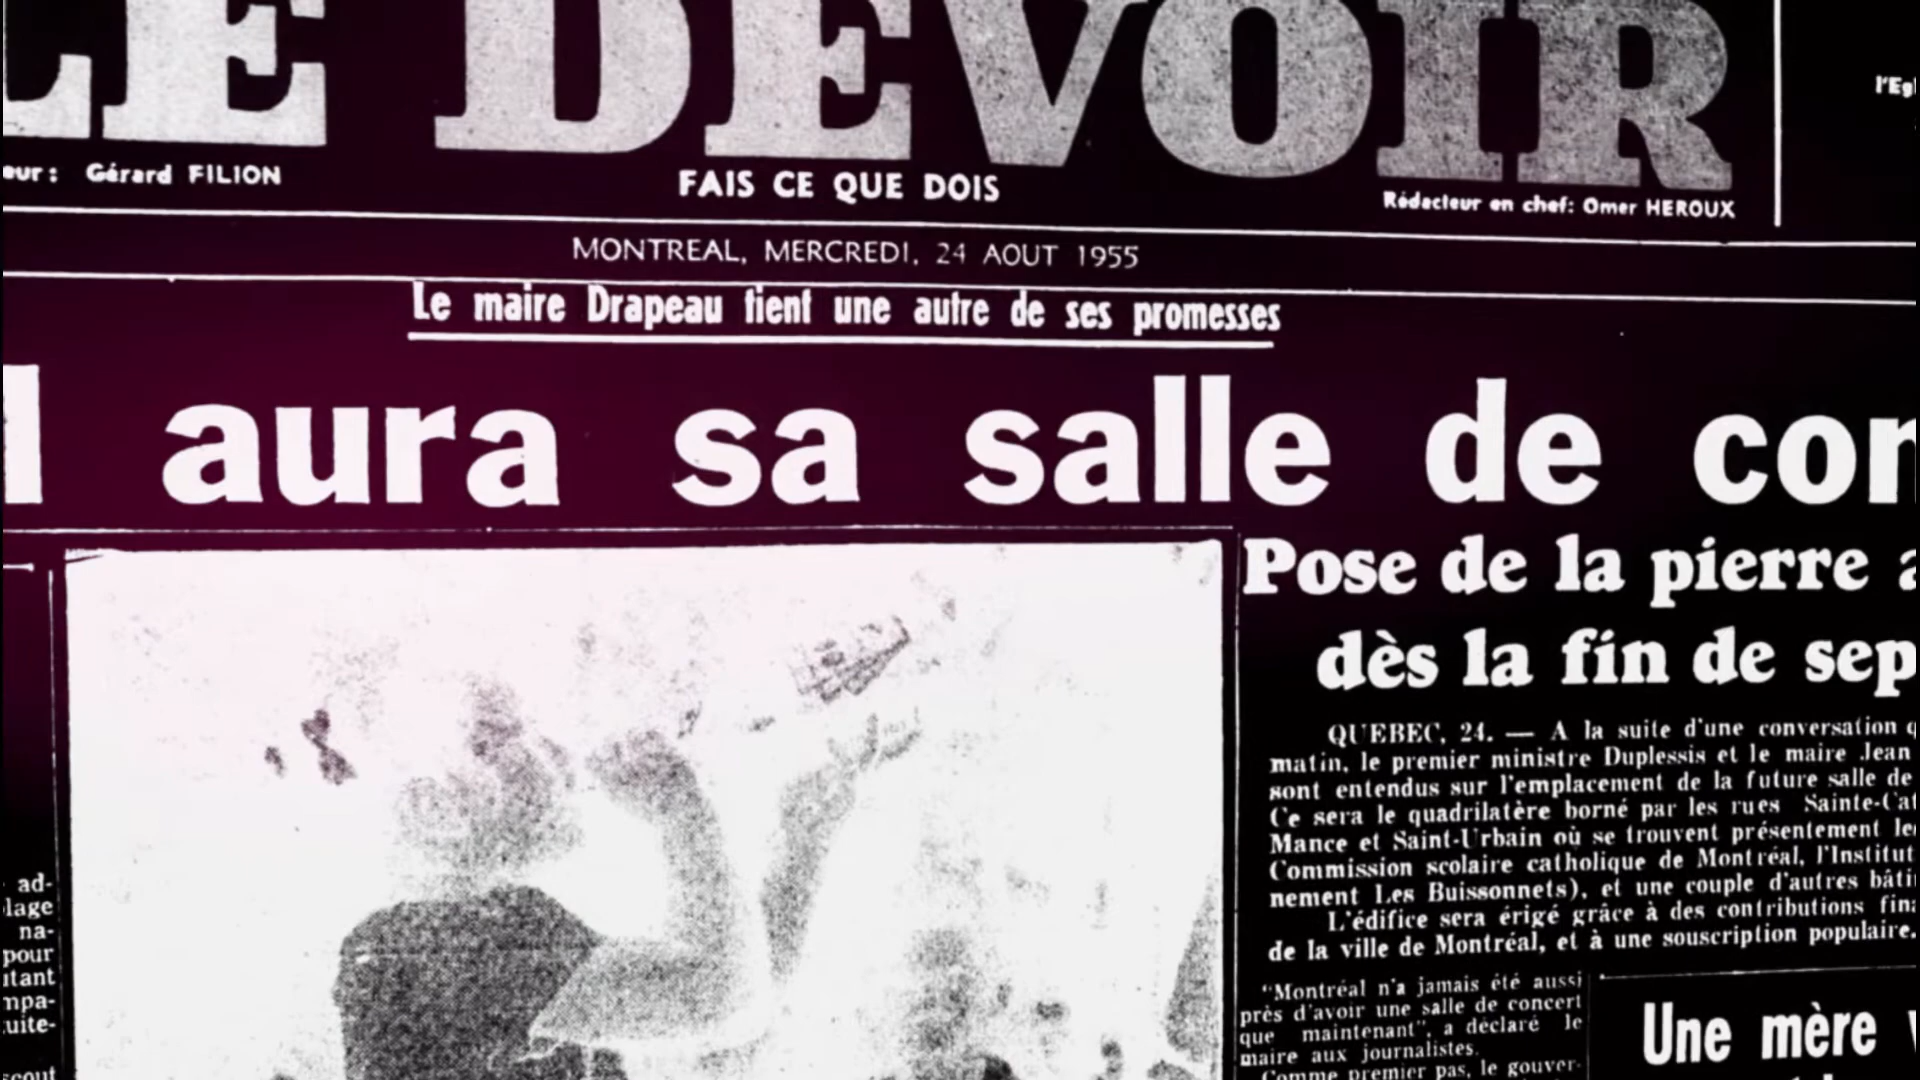 LE DEVOIR
l'Eg
eur: Gérard FILION
FAIS CE QUE DOIS
Rédacteur en chef: Omer HEROUX
MONTREAL, MERCREDI, 24 AOUT 1955
Le maire Drapeau tient une autre de ses promesses
l aura sa salle de con
Pose de la pierre a
dès la fin de sep
QUEBEC, 24. — A la suite d'une conversation q
matin, le premier ministre Duplessis et le maire Jean
sont entendus sur l'emplacement de la future salle de
Ce sera le quadrilatère borné par les rues Sainte-Cat
Mance et Saint-Urbain où se trouvent présentement le
Commission scolaire catholique de Montréal, l'Institut
nement Les Buissonnets), et une couple d'autres bâti
L'édifice sera érigé grâce à des contributions fina
de la ville de Montréal, et à une souscription populaire.
"Montréal n'a jamais été aussi
près d'avoir une salle de concert
que maintenant", a déclaré le
maire aux journalistes.
Comme premier pas, le gouver-
Une mère
ad-
lage
na-
pour
utant
mpa-
uite-
scout